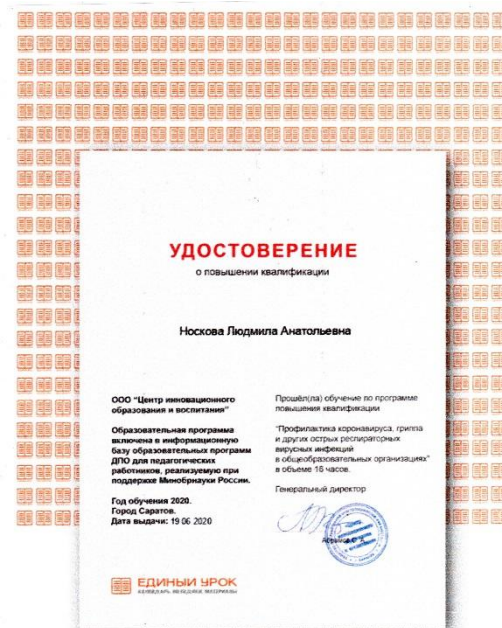 УДОСТОВЕРЕНИЕ
о повышении квалификации
Носкова Людмила Анатольевна
ООО "Центр инновационного
образования и воспитания"
Образовательная программа
включена в информационную
базу образовательных программ
ДПО для педагогических
работников, реализуемую при
поддержке Минобрнауки России.
Год обучения 2020.
Город Саратов.
Дата выдачи: 19 06 2020
Прошёл(ла) обучение по программе
повышения квалификации
"Профилактика коронавируса, гриппа
и других острых респираторных
вирусных инфекций
в общеобразовательных организациях"
в объеме 16 часов.
Генеральный директор
ЕДИНЫЙ УРОК